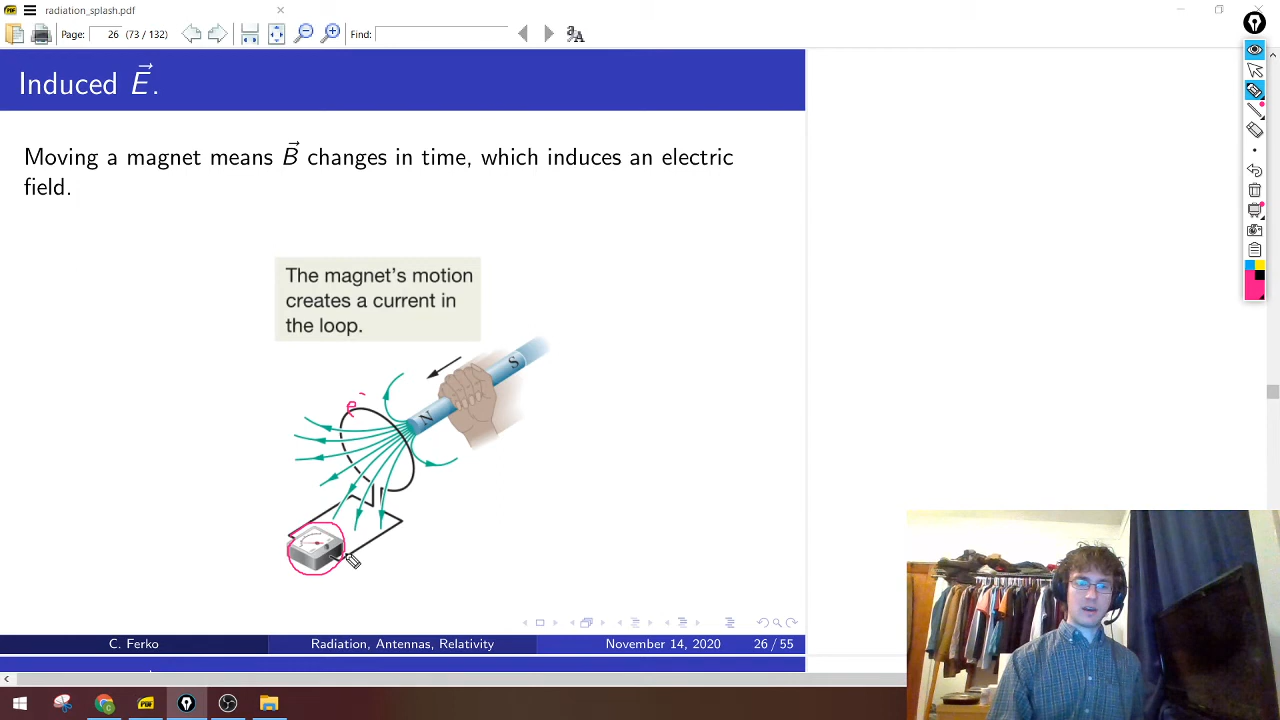 radiation_splash.pdf
Page: 26 (73 / 132) Find:
Induced E⃗.
Moving a magnet means B⃗ changes in time, which induces an electric
field.
The magnet's motion
creates a current in
the loop.
S
N
C. Ferko Radiation, Antennas, Relativity November 14, 2020 26 / 55